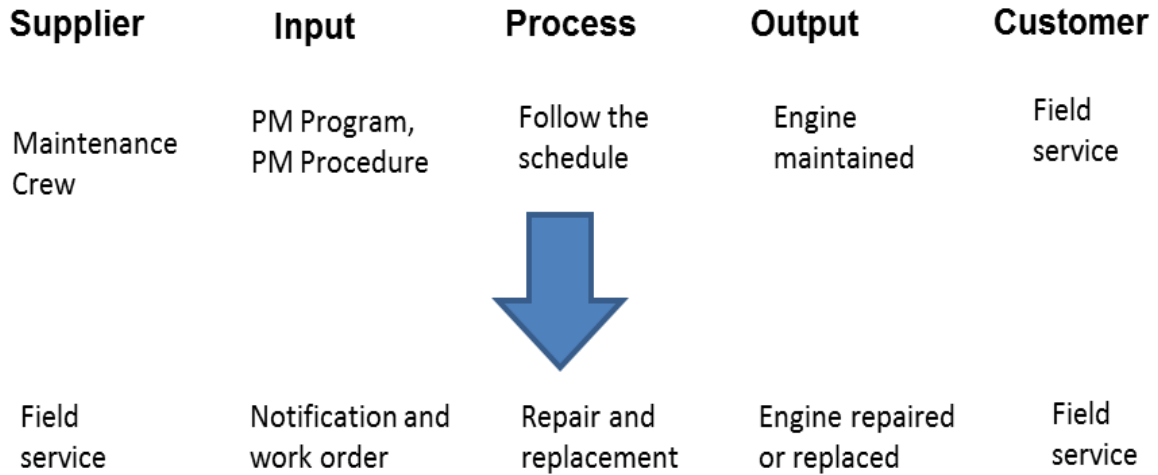 Supplier Input Process Output Customer
Maintenance
Crew
PM Program,
PM Procedure
Follow the
schedule
Engine
maintained
Field
service
Field
service
Notification and
work order
Repair and
replacement
Engine repaired
or replaced
Field
service